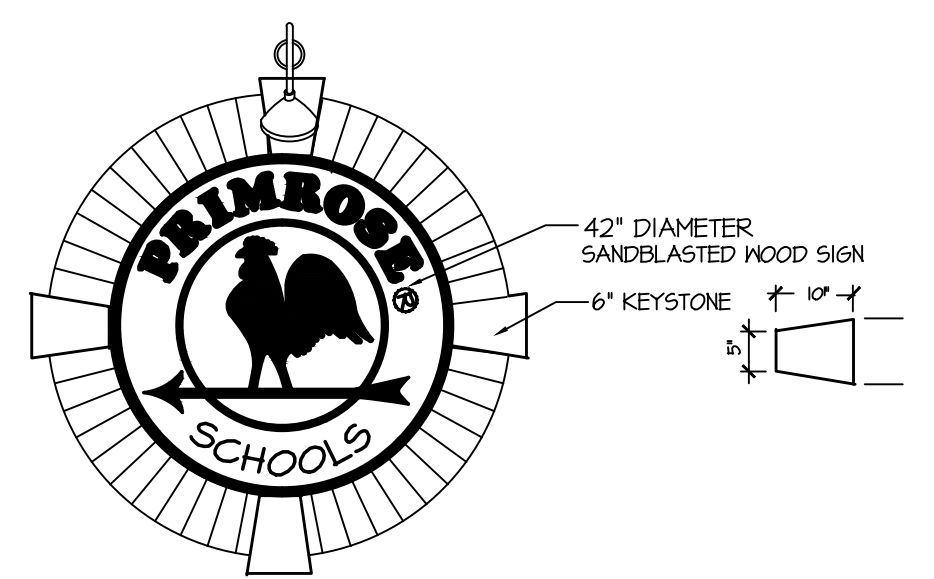 PRIMROSE
®
SCHOOLS
42" DIAMETER
SANDBLASTED WOOD SIGN
6" KEYSTONE
10"
5"